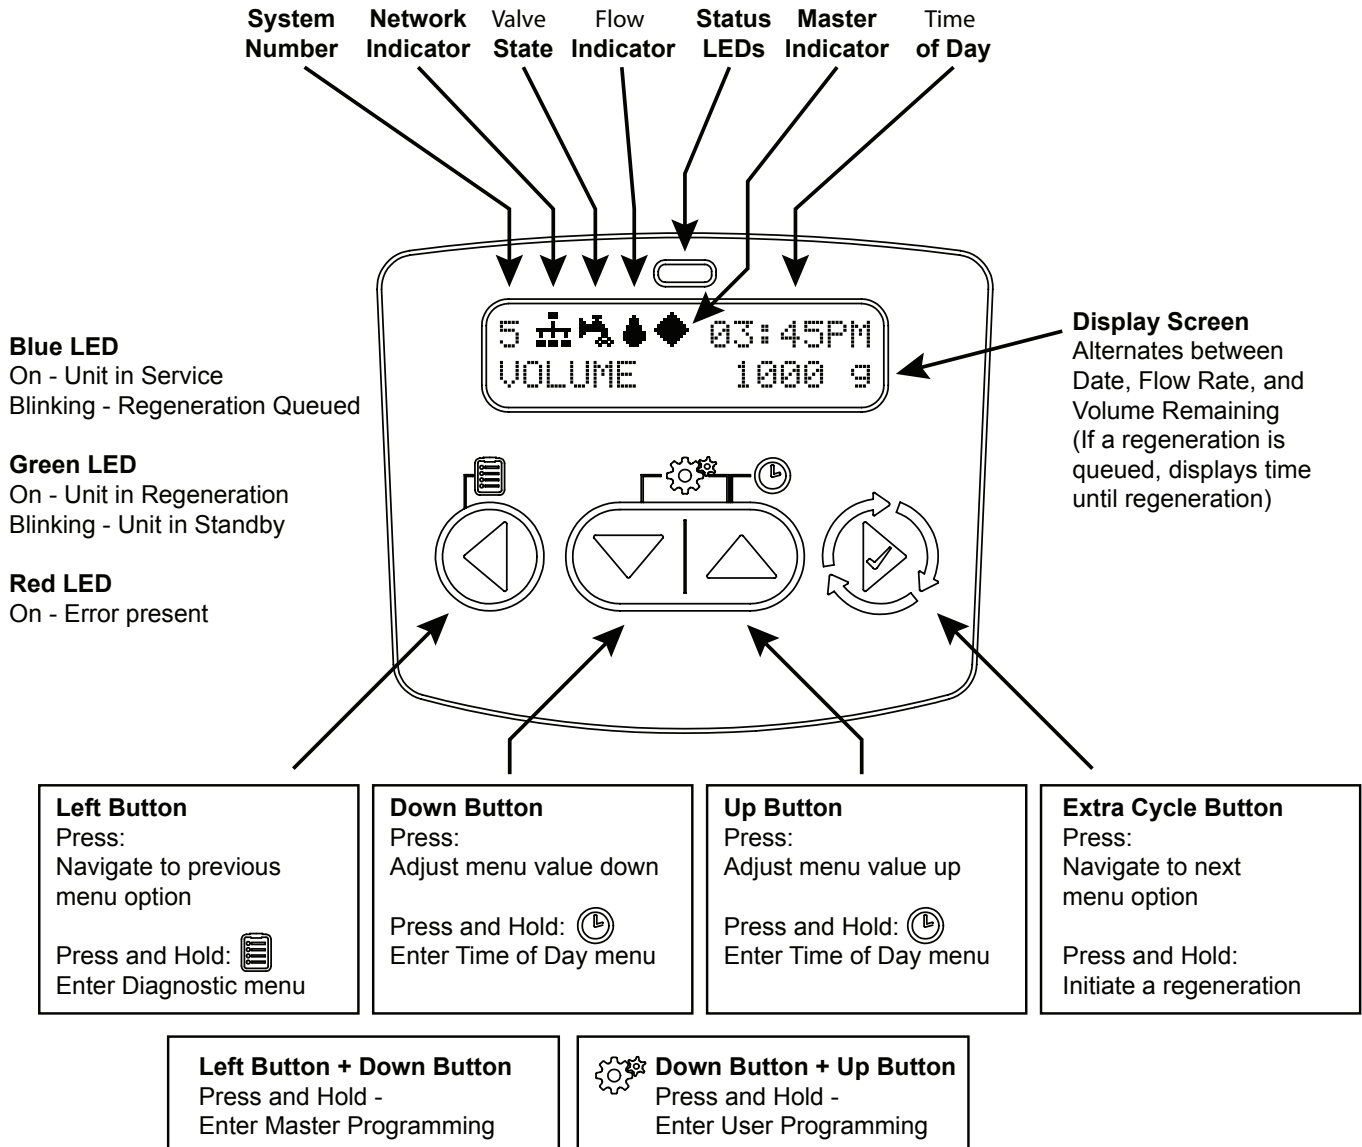 System Number
Network Indicator
Valve State
Flow Indicator
Status LEDs
Master Indicator
Time of Day
5 03:45PM
VOLUME 1000 g
Display Screen
Alternates between
Date, Flow Rate, and
Volume Remaining
(If a regeneration is
queued, displays time
until regeneration)
Blue LED
On - Unit in Service
Blinking - Regeneration Queued
Green LED
On - Unit in Regeneration
Blinking - Unit in Standby
Red LED
On - Error present
Left Button
Press:
Navigate to previous
menu option
Press and Hold:
Enter Diagnostic menu
Down Button
Press:
Adjust menu value down
Press and Hold:
Enter Time of Day menu
Up Button
Press:
Adjust menu value up
Press and Hold:
Enter Time of Day menu
Extra Cycle Button
Press:
Navigate to next
menu option
Press and Hold:
Initiate a regeneration
Left Button + Down Button
Press and Hold -
Enter Master Programming
Down Button + Up Button
Press and Hold -
Enter User Programming